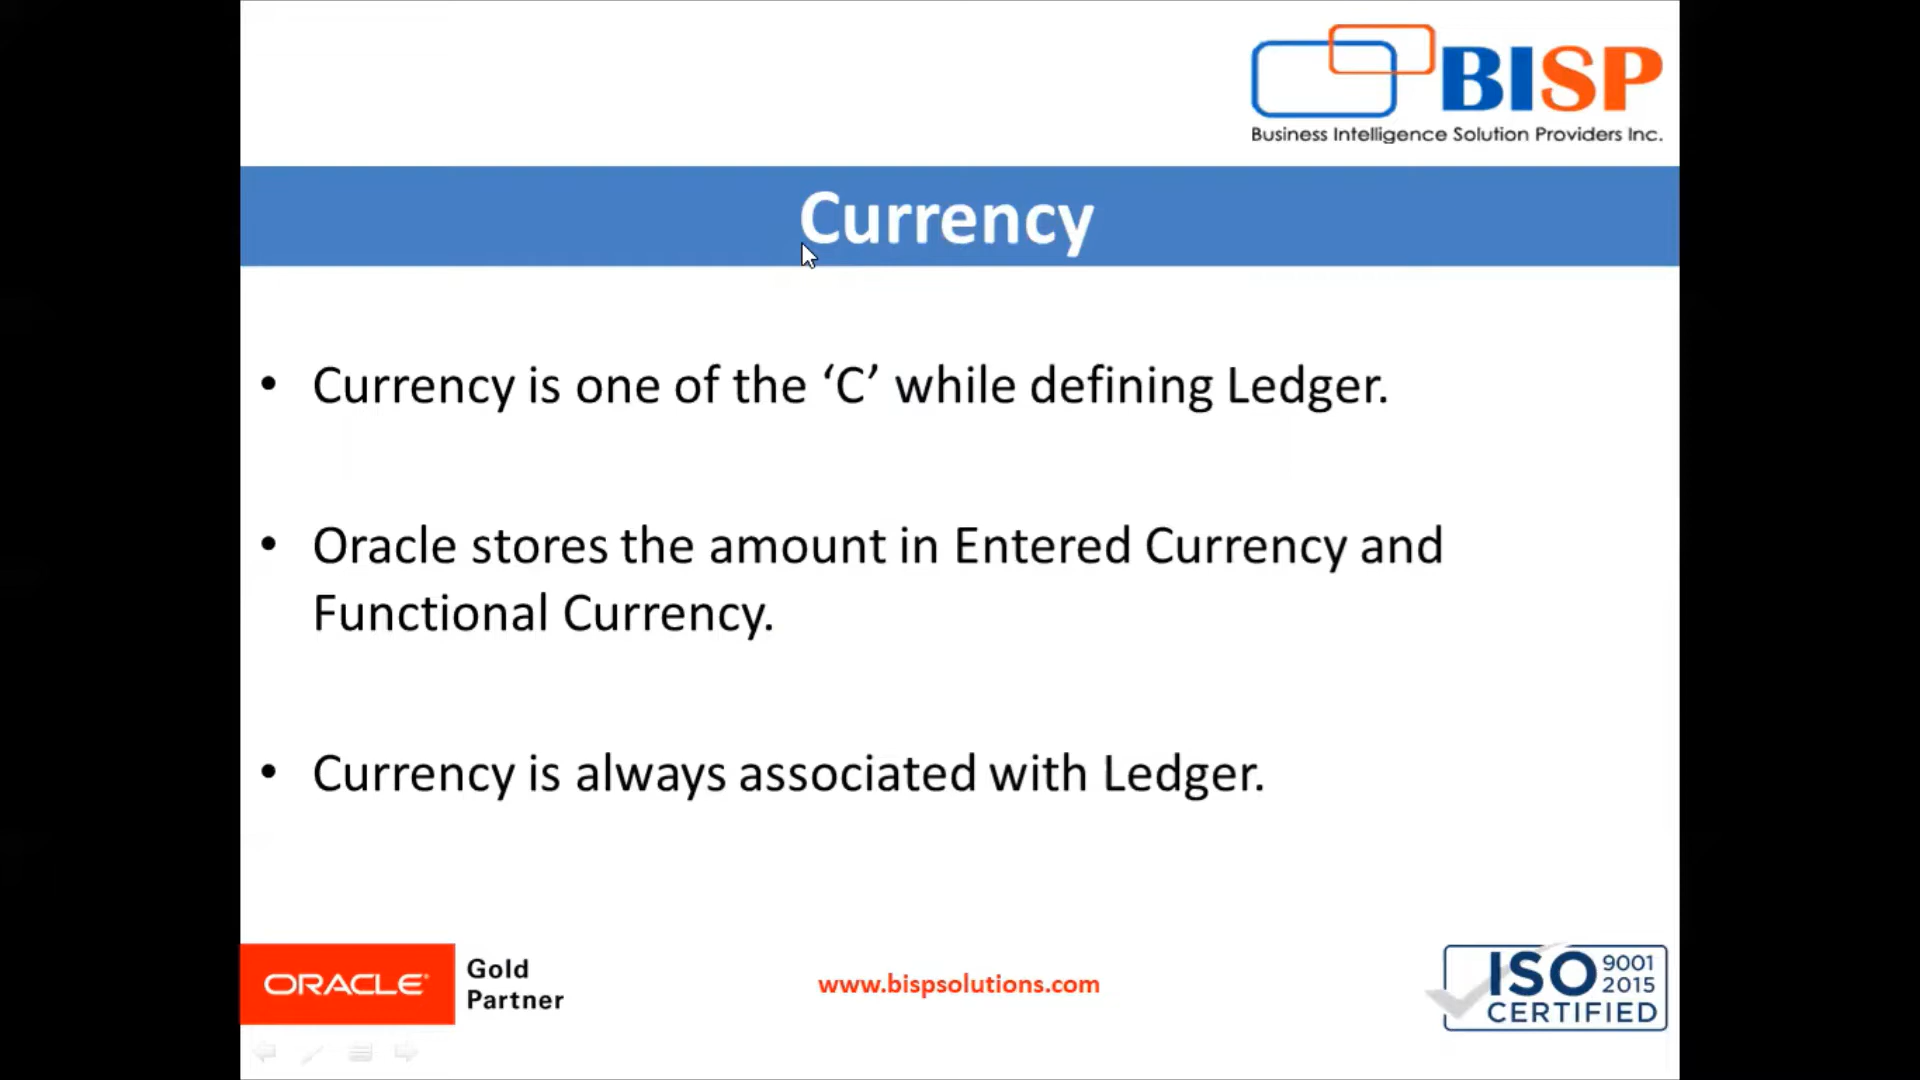 BISP
Business Intelligence Solution Providers Inc.
Currency
• Currency is one of the ‘C’ while defining Ledger.
• Oracle stores the amount in Entered Currency and
Functional Currency.
• Currency is always associated with Ledger.
ORACLE® Gold
Partner
www.bispsolutions.com
ISO 9001
2015
CERTIFIED